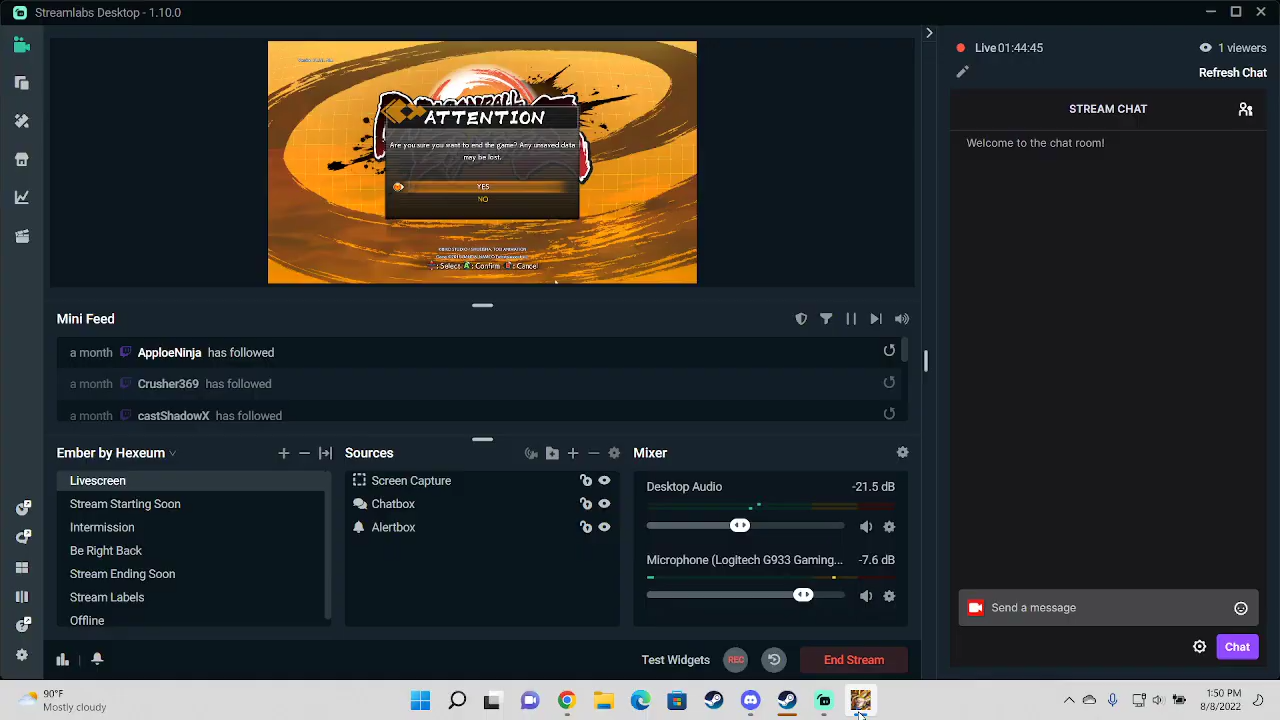 Streamlabs Desktop - 1.10.0
Live 01:44:45
1 viewers
Refresh Chat
STREAM CHAT
Welcome to the chat room!
ATTENTION
Are you sure you want to end the game? Any unsaved data
may be lost.
YES
NO
©BIRD STUDIO / SHUEISHA, TOEI ANIMATION
: Select : Confirm : Cancel
Mini Feed
a month ApploeNinja has followed
a month Crusher369 has followed
a month castShadowX has followed
Ember by Hexeum
Livescreen
Stream Starting Soon
Intermission
Be Right Back
Stream Ending Soon
Stream Labels
Offline
Sources
Screen Capture
Chatbox
Alertbox
Mixer
Desktop Audio -21.5 dB
Microphone (Logitech G933 Gaming... -7.6 dB
Send a message
Chat
Test Widgets
REC
End Stream
90°F
Mostly cloudy
1:50 PM
8/8/2022